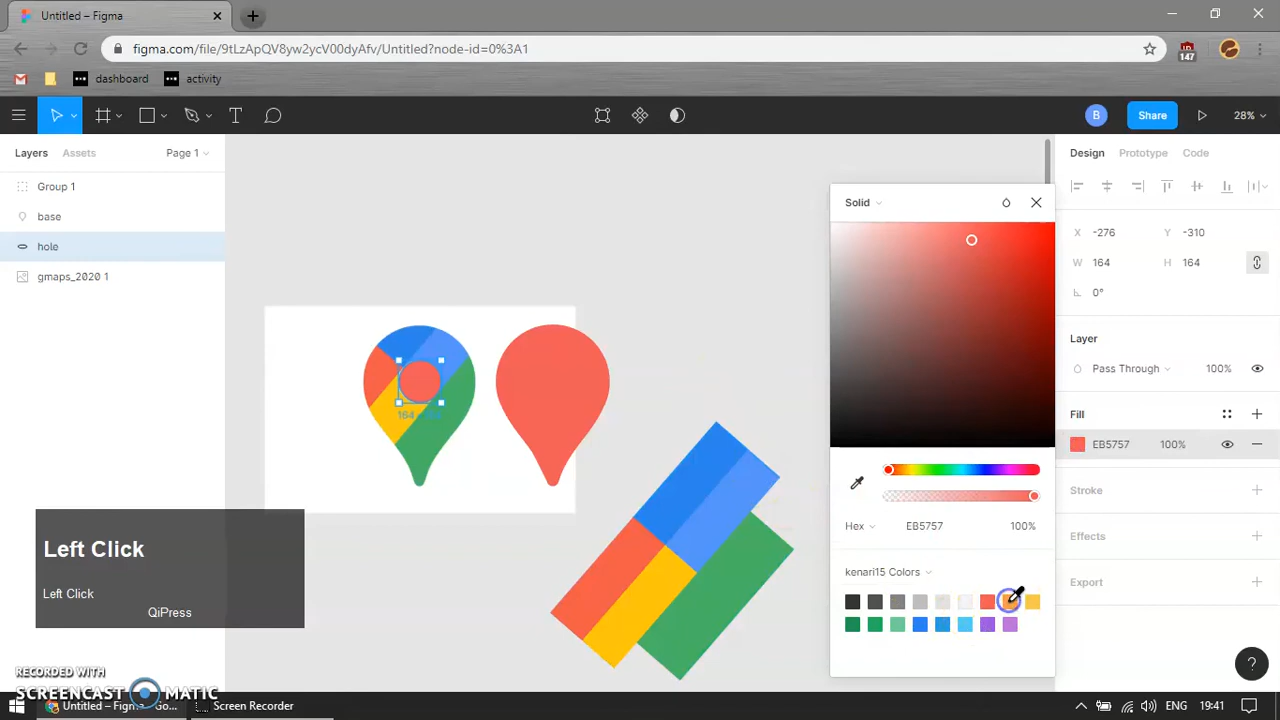 Untitled – Figma
figma.com/file/9tLzApQV8yw2ycV00dyAfv/Untitled?node-id=0%3A1
147
dashboard
activity
B
Share
28%
Layers
Assets
Page 1
Design
Prototype
Code
Group 1
base
hole
gmaps_2020 1
Solid
X
-276
Y
-310
W
164
H
164
0°
Layer
Pass Through
100%
Fill
EB5757
100%
Stroke
Effects
Export
Hex
EB5757
100%
kenari15 Colors
Left Click
Left Click
QiPress
RECORDED WITH
SCREENCAST MATIC
?
Untitled – Figma - Go...
Screen Recorder
ENG
19:41